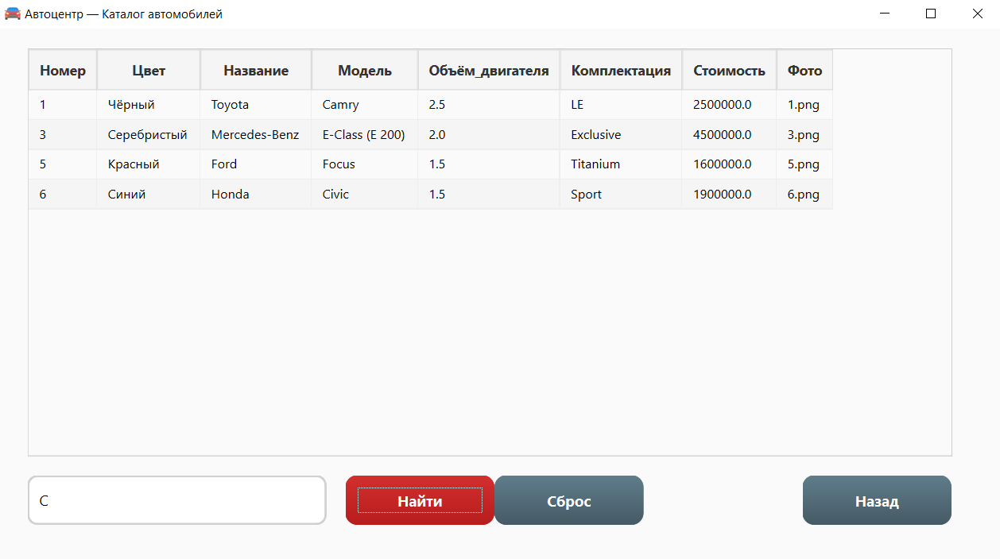 Автоцентр — Каталог автомобилей
Номер Цвет Название Модель Объём_двигателя Комплектация Стоимость Фото
1 Чёрный Toyota Camry 2.5 LE 2500000.0 1.png
3 Серебристый Mercedes-Benz E-Class (E 200) 2.0 Exclusive 4500000.0 3.png
5 Красный Ford Focus 1.5 Titanium 1600000.0 5.png
6 Синий Honda Civic 1.5 Sport 1900000.0 6.png
C Найти Сброс Назад